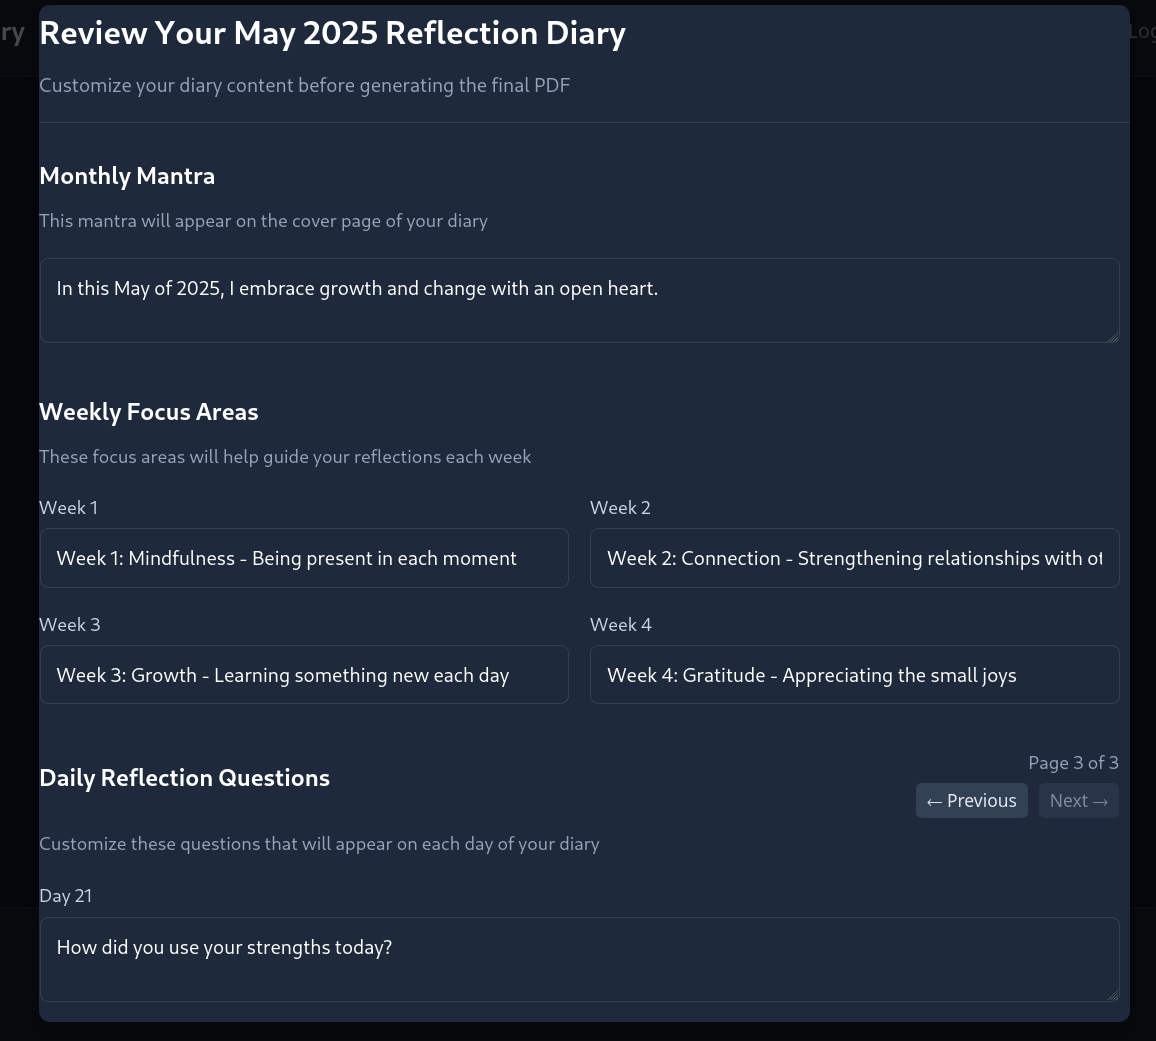 ry
Log
Review Your May 2025 Reflection Diary
Customize your diary content before generating the final PDF
Monthly Mantra
This mantra will appear on the cover page of your diary
In this May of 2025, I embrace growth and change with an open heart.
Weekly Focus Areas
These focus areas will help guide your reflections each week
Week 1
Week 2
Week 1: Mindfulness - Being present in each moment
Week 2: Connection - Strengthening relationships with ot
Week 3
Week 4
Week 3: Growth - Learning something new each day
Week 4: Gratitude - Appreciating the small joys
Page 3 of 3
Daily Reflection Questions
← Previous
Next →
Customize these questions that will appear on each day of your diary
Day 21
How did you use your strengths today?